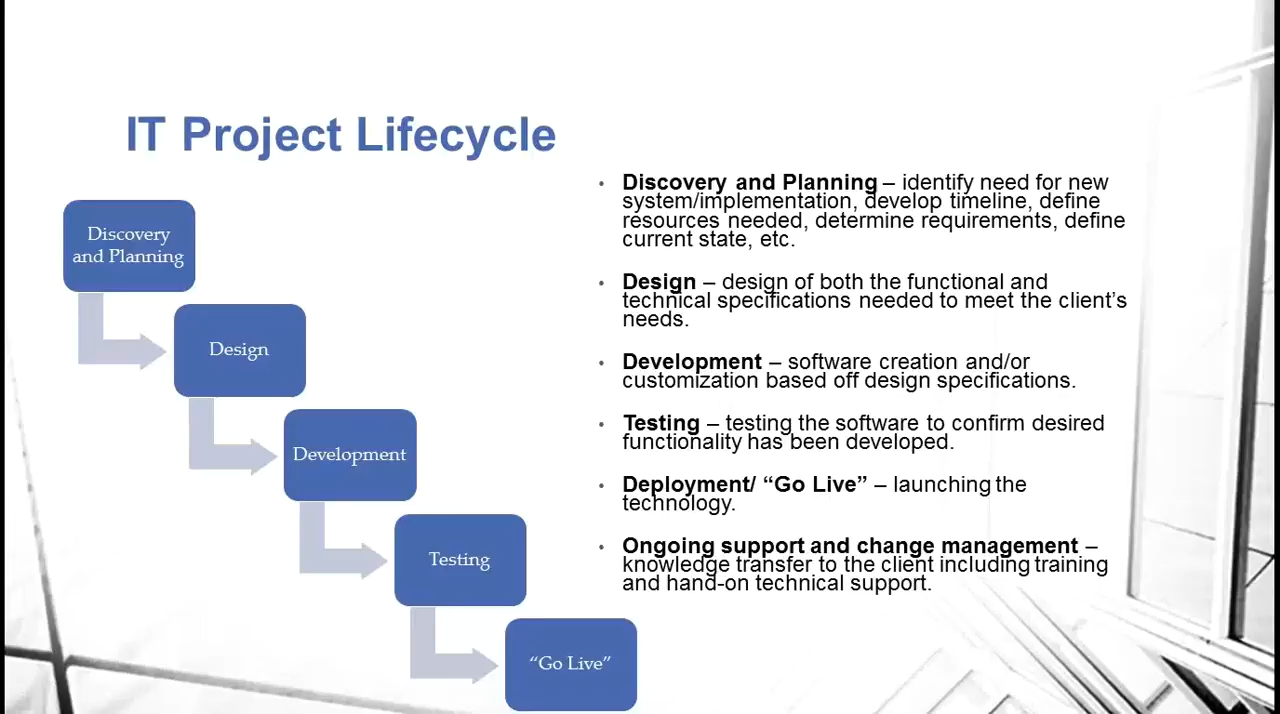 IT Project Lifecycle
Discovery
and Planning
Design
Development
Testing
“Go Live”
• Discovery and Planning – identify need for new
system/implementation, develop timeline, define
resources needed, determine requirements, define
current state, etc.
• Design – design of both the functional and
technical specifications needed to meet the client’s
needs.
• Development – software creation and/or
customization based off design specifications.
• Testing – testing the software to confirm desired
functionality has been developed.
• Deployment/ “Go Live” – launching the
technology.
• Ongoing support and change management –
knowledge transfer to the client including training
and hand-on technical support.